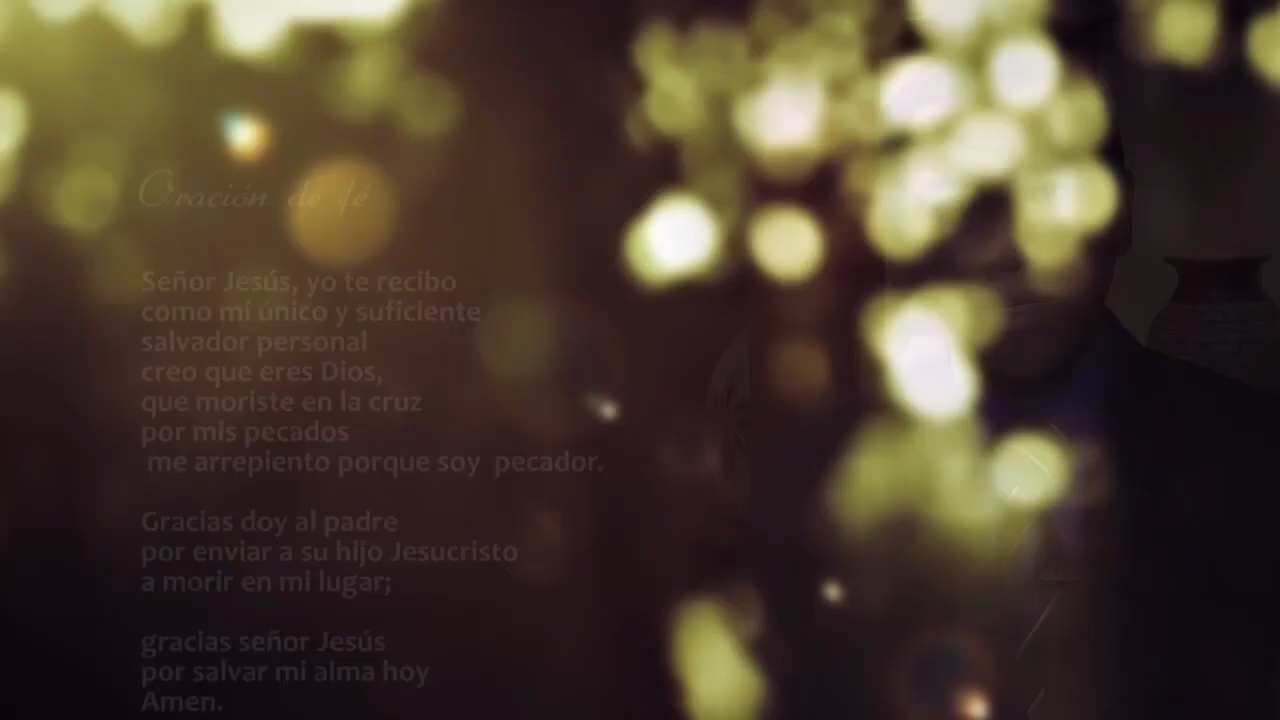 Oración de fé
Señor Jesús, yo te recibo
como mi único y suficiente
salvador personal
creo que eres Dios,
que moriste en la cruz
por mis pecados
me arrepiento porque soy pecador.
Gracias doy al padre
por enviar a su hijo Jesucristo
a morir en mi lugar;
gracias señor Jesús
por salvar mi alma hoy
Amen.